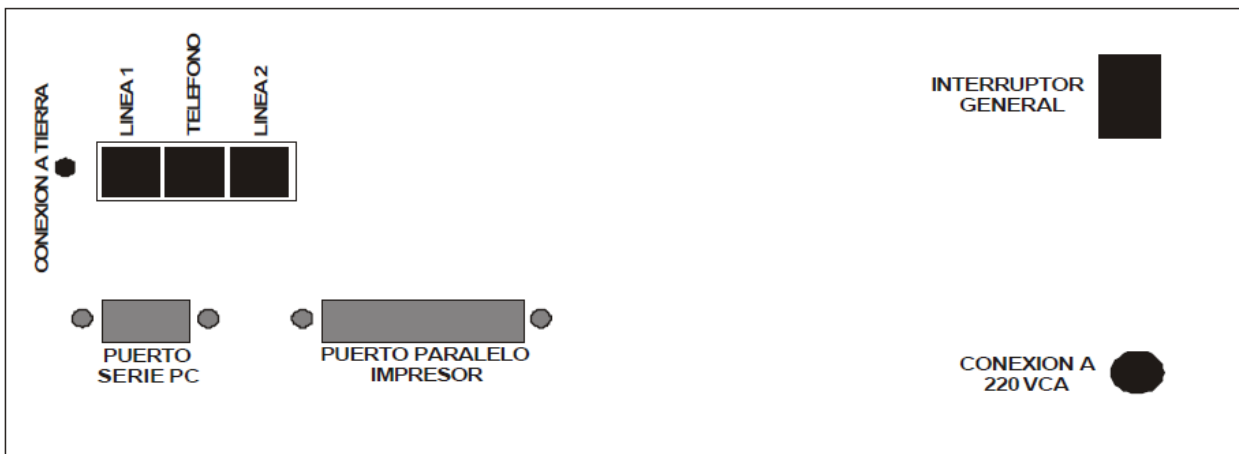 CONEXION A TIERRA
LINEA 1
TELEFONO
LINEA 2
INTERRUPTOR
GENERAL
PUERTO
SERIE PC
PUERTO PARALELO
IMPRESOR
CONEXION A
220 VCA